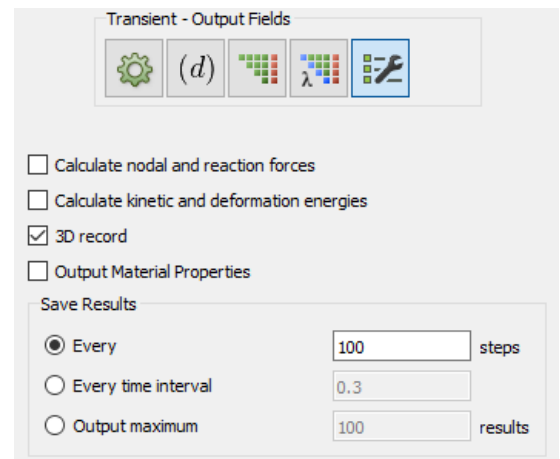 Transient - Output Fields
(d)
λ
Calculate nodal and reaction forces
Calculate kinetic and deformation energies
3D record
Output Material Properties
Save Results
Every 100 steps
Every time interval 0.3
Output maximum 100 results